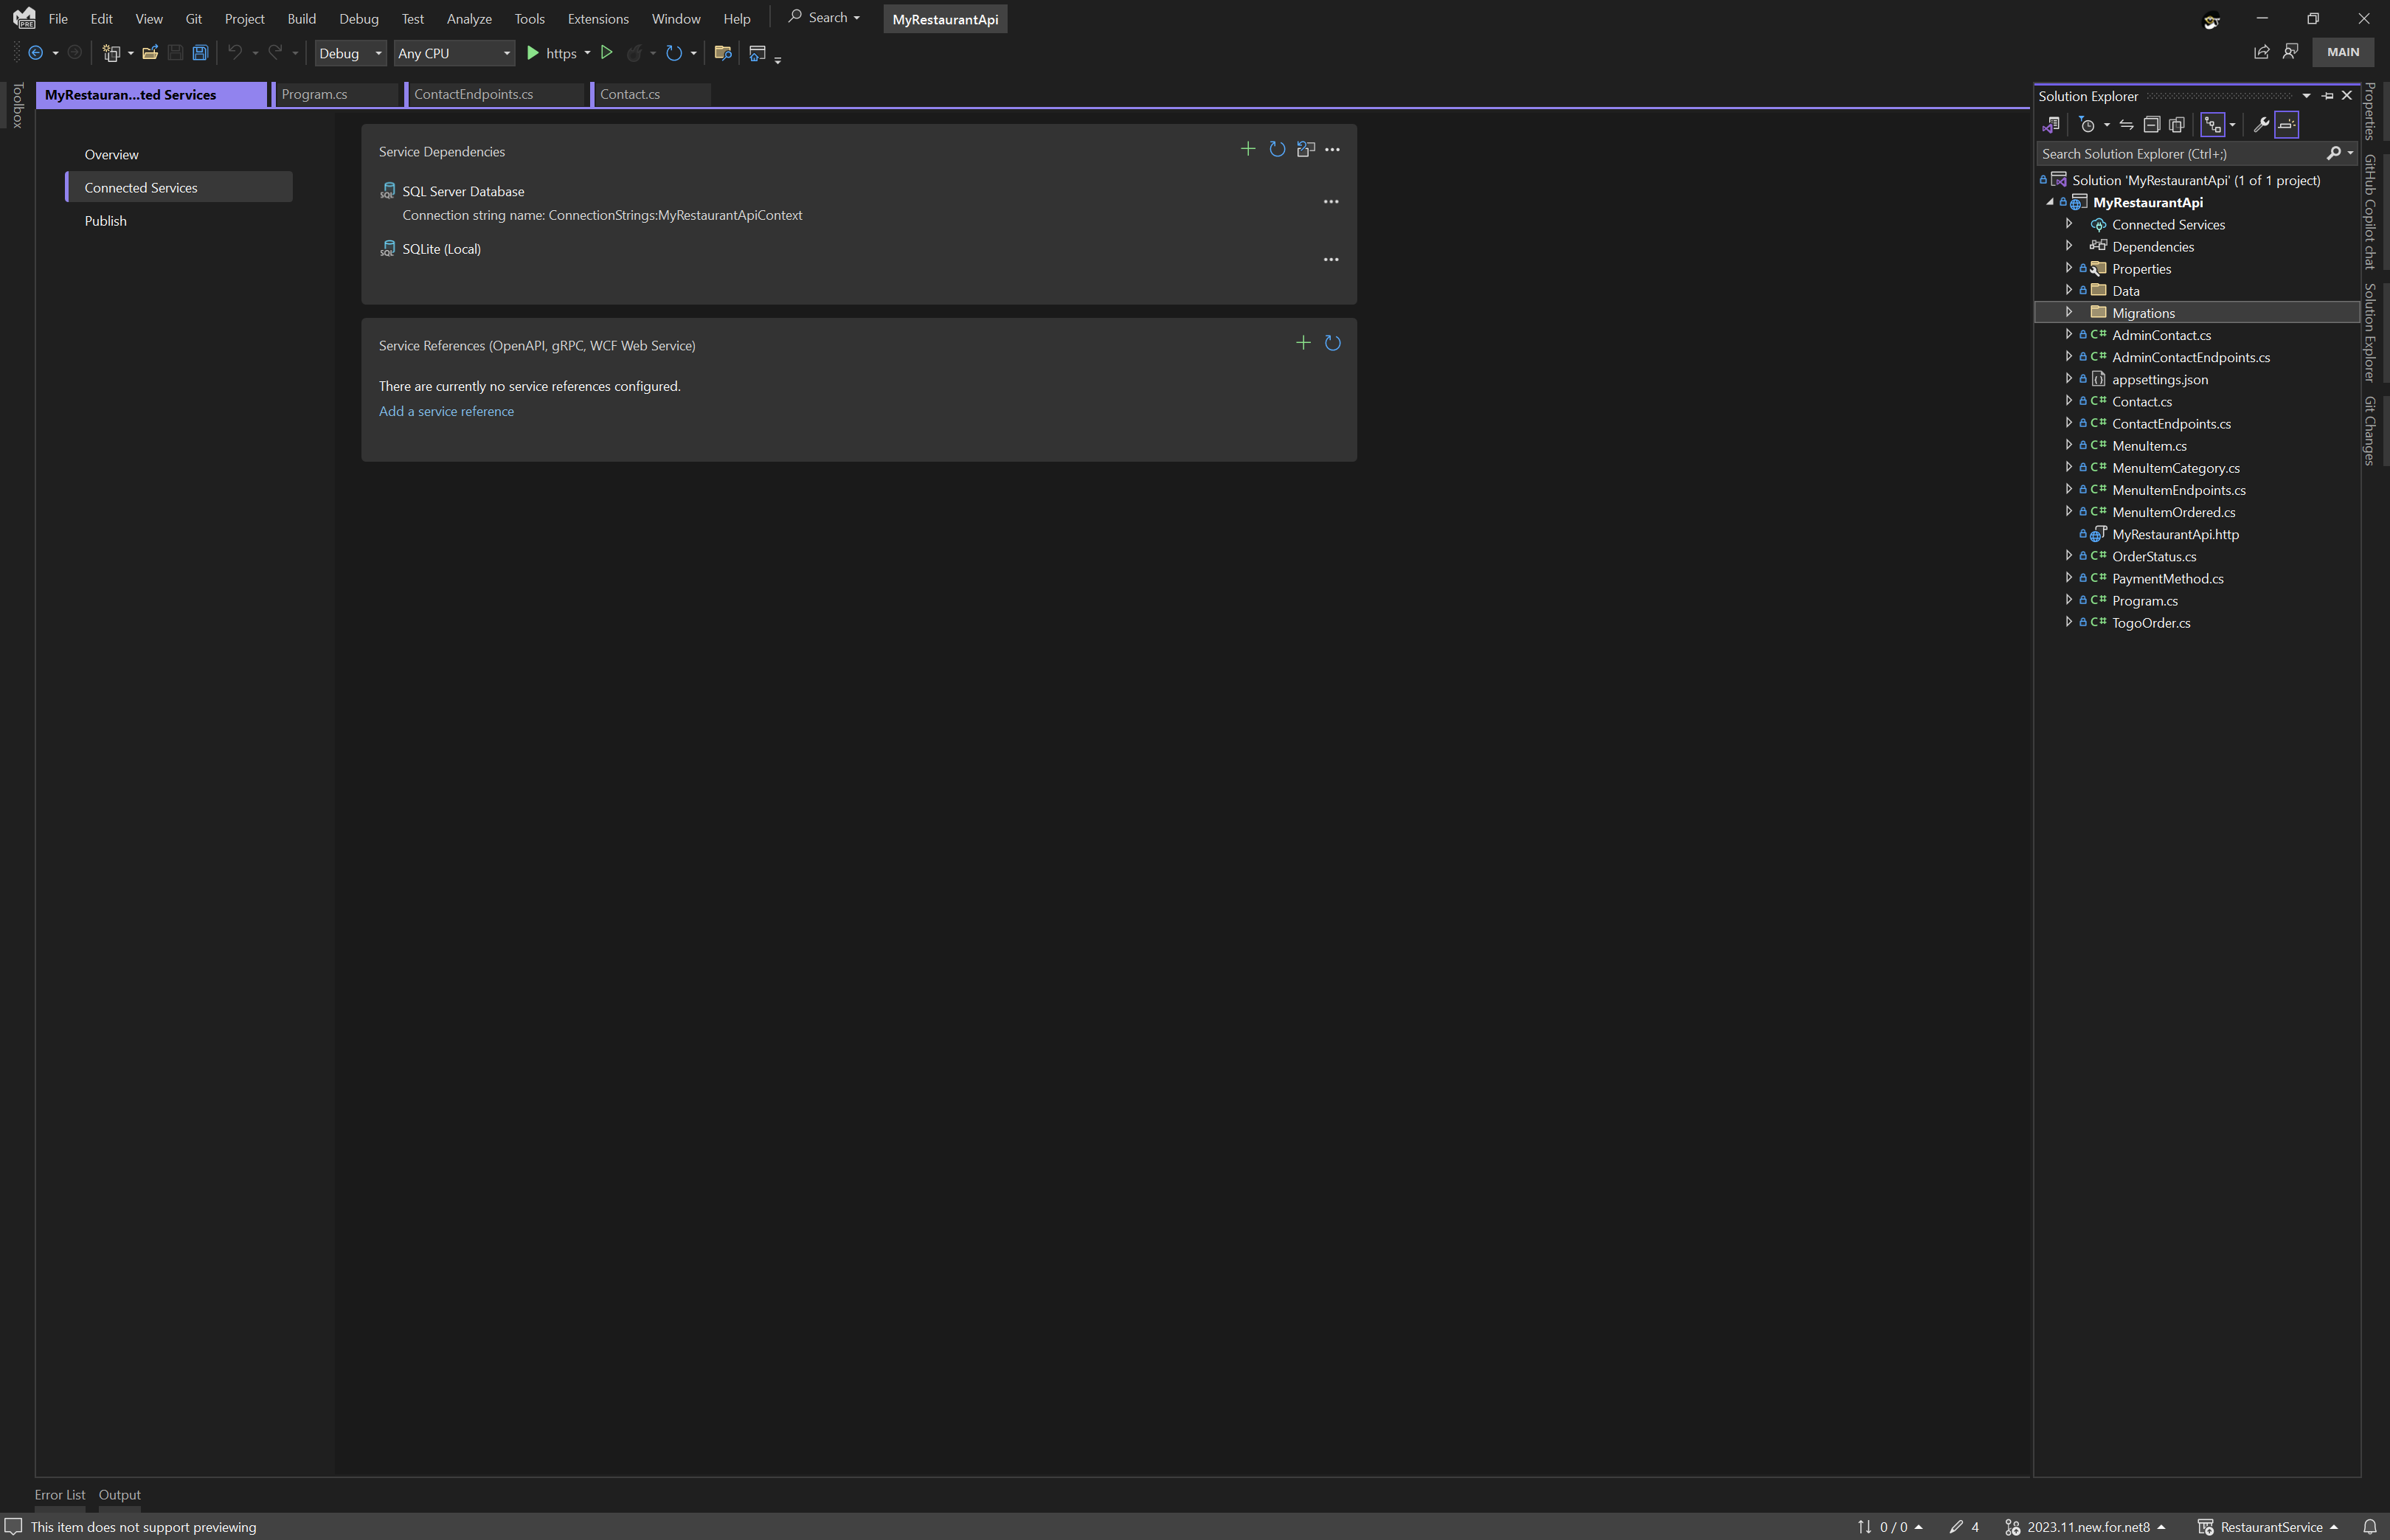 File Edit View Git Project Build Debug Test Analyze Tools Extensions Window Help Search MyRestaurantApi
PRE
Debug Any CPU https MAIN
Toolbox
MyRestauran...ted Services Program.cs ContactEndpoints.cs Contact.cs
Overview
Connected Services
Publish
Service Dependencies
SQL SQL Server Database
Connection string name: ConnectionStrings:MyRestaurantApiContext
SQL SQLite (Local)
Service References (OpenAPI, gRPC, WCF Web Service)
There are currently no service references configured.
Add a service reference
Solution Explorer
Search Solution Explorer (Ctrl+;)
Solution 'MyRestaurantApi' (1 of 1 project)
MyRestaurantApi
Connected Services
Dependencies
Properties
Data
Migrations
C# AdminContact.cs
C# AdminContactEndpoints.cs
appsettings.json
C# Contact.cs
C# ContactEndpoints.cs
C# MenuItem.cs
C# MenuItemCategory.cs
C# MenuItemEndpoints.cs
C# MenuItemOrdered.cs
MyRestaurantApi.http
C# OrderStatus.cs
C# PaymentMethod.cs
C# Program.cs
C# TogoOrder.cs
Properties
GitHub Copilot chat
Solution Explorer
Git Changes
Error List Output
This item does not support previewing 0 / 0 4 2023.11.new.for.net8 RestaurantService